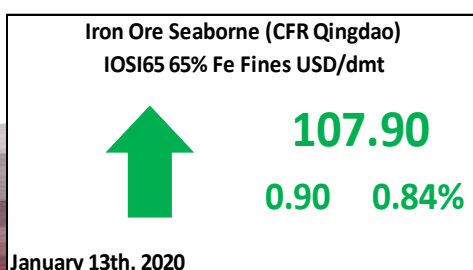 Iron Ore Seaborne (CFR Qingdao)
IOSI65 65% Fe Fines USD/dmt
107.90
0.90 0.84%
January 13th, 2020